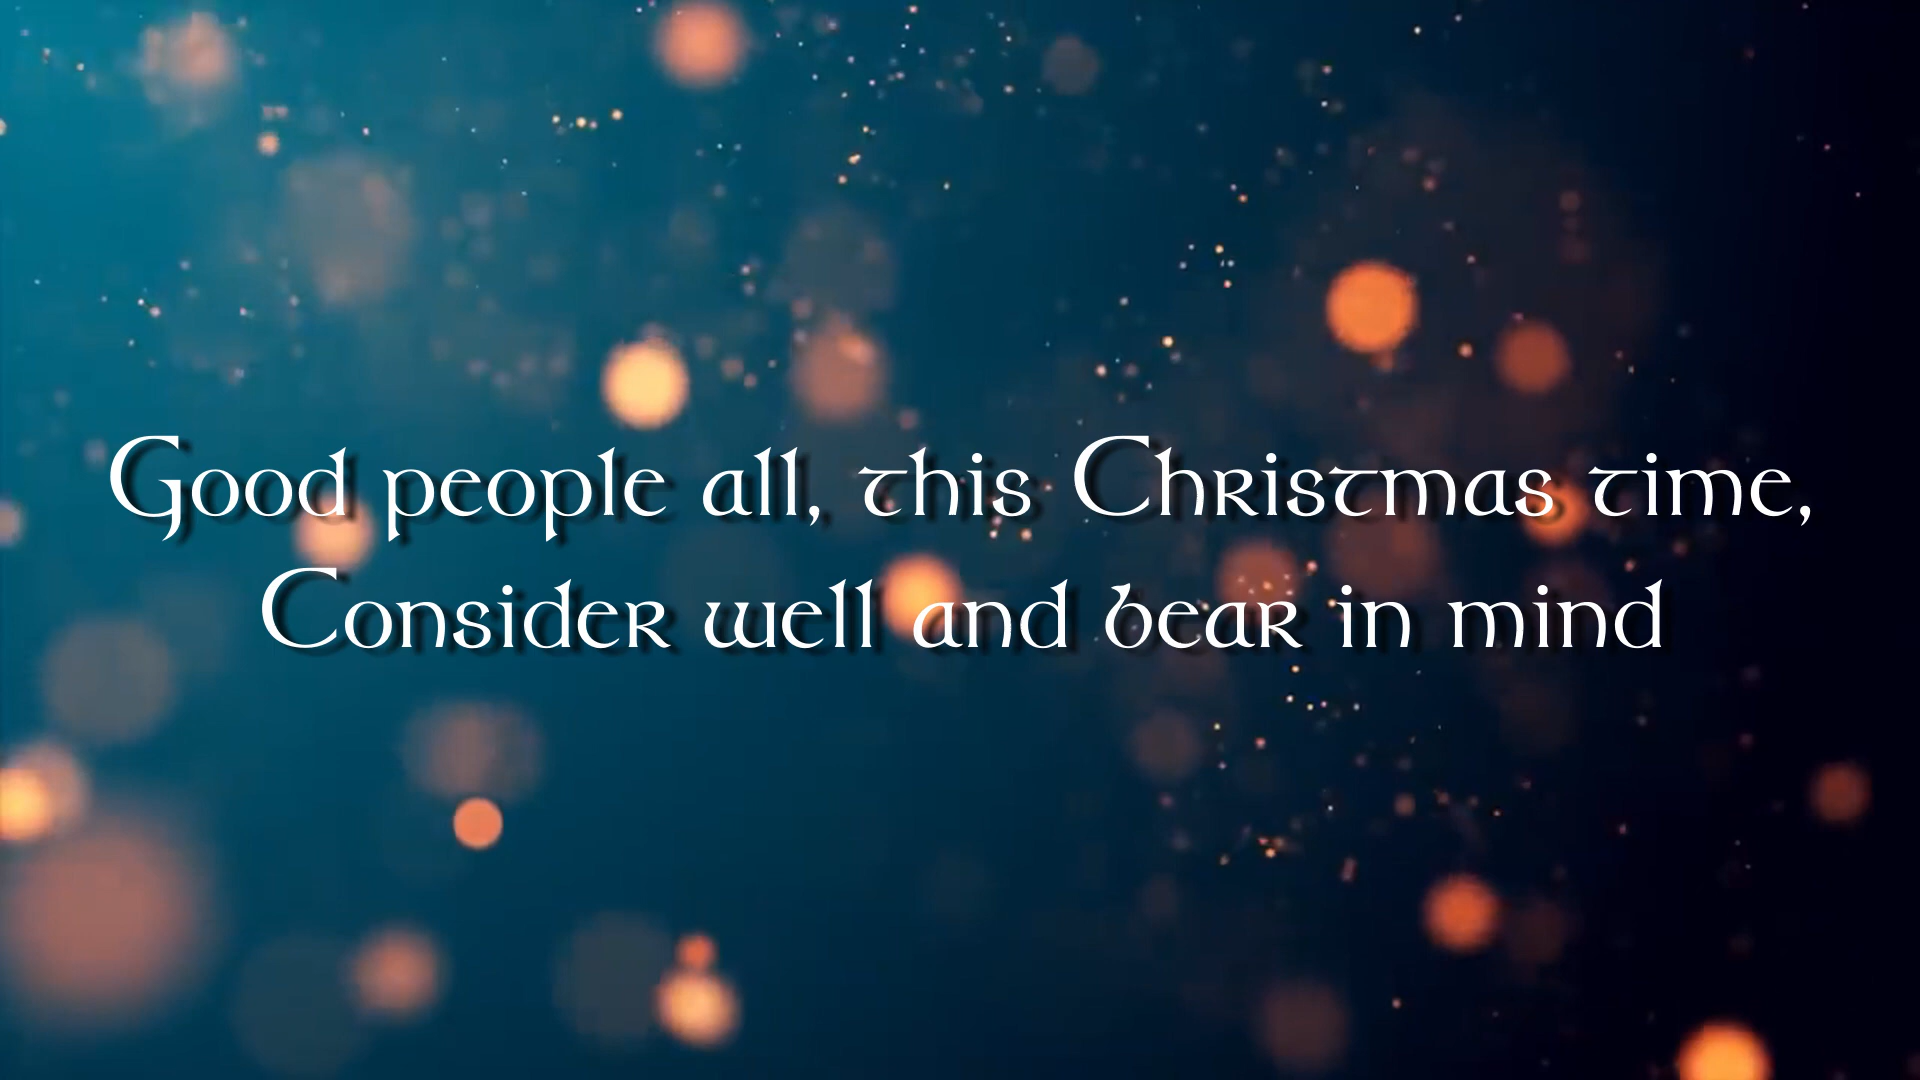 Good people all, this Christmas time,
Consider well and bear in mind